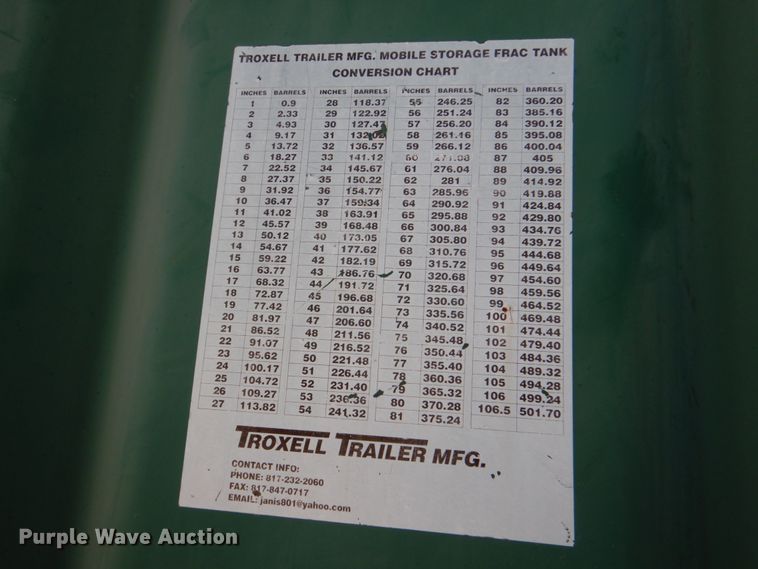 TROXELL TRAILER MFG. MOBILE STORAGE FRAC TANK
CONVERSION CHART
INCHES BARRELS INCHES BARRELS INCHES BARRELS INCHES BARRELS
1 0.9 28 118.37 55 246.25 82 360.20
2 2.33 29 122.92 56 251.24 83 385.16
3 4.93 30 127.47 57 256.20 84 390.12
4 9.17 31 132.02 58 261.16 85 395.08
5 13.72 32 136.57 59 266.12 86 400.04
6 18.27 33 141.12 60 271.08 87 405
7 22.52 34 145.67 61 276.04 88 409.96
8 27.37 35 150.22 62 281 89 414.92
9 31.92 36 154.77 63 285.96 90 419.88
10 36.47 37 159.34 64 290.92 91 424.84
11 41.02 38 163.91 65 295.88 92 429.80
12 45.57 39 168.48 66 300.84 93 434.76
13 50.12 40 173.05 67 305.80 94 439.72
14 54.67 41 177.62 68 310.76 95 444.68
15 59.22 42 182.19 69 315.72 96 449.64
16 63.77 43 186.76 70 320.68 97 454.60
17 68.32 44 191.72 71 325.64 98 459.56
18 72.87 45 196.68 72 330.60 99 464.52
19 77.42 46 201.64 73 335.56 100 469.48
20 81.97 47 206.60 74 340.52 101 474.44
21 86.52 48 211.56 75 345.48 102 479.40
22 91.07 49 216.52 76 350.44 103 484.36
23 95.62 50 221.48 77 355.40 104 489.32
24 100.17 51 226.44 78 360.36 105 494.28
25 104.72 52 231.40 79 365.32 106 499.24
26 109.27 53 236.36 80 370.28 106.5 501.70
27 113.82 54 241.32 81 375.24
TROXELL TRAILER MFG.
CONTACT INFO:
PHONE: 817-232-2060
FAX: 817-847-0717
EMAIL: janis801@yahoo.com
Purple Wave Auction